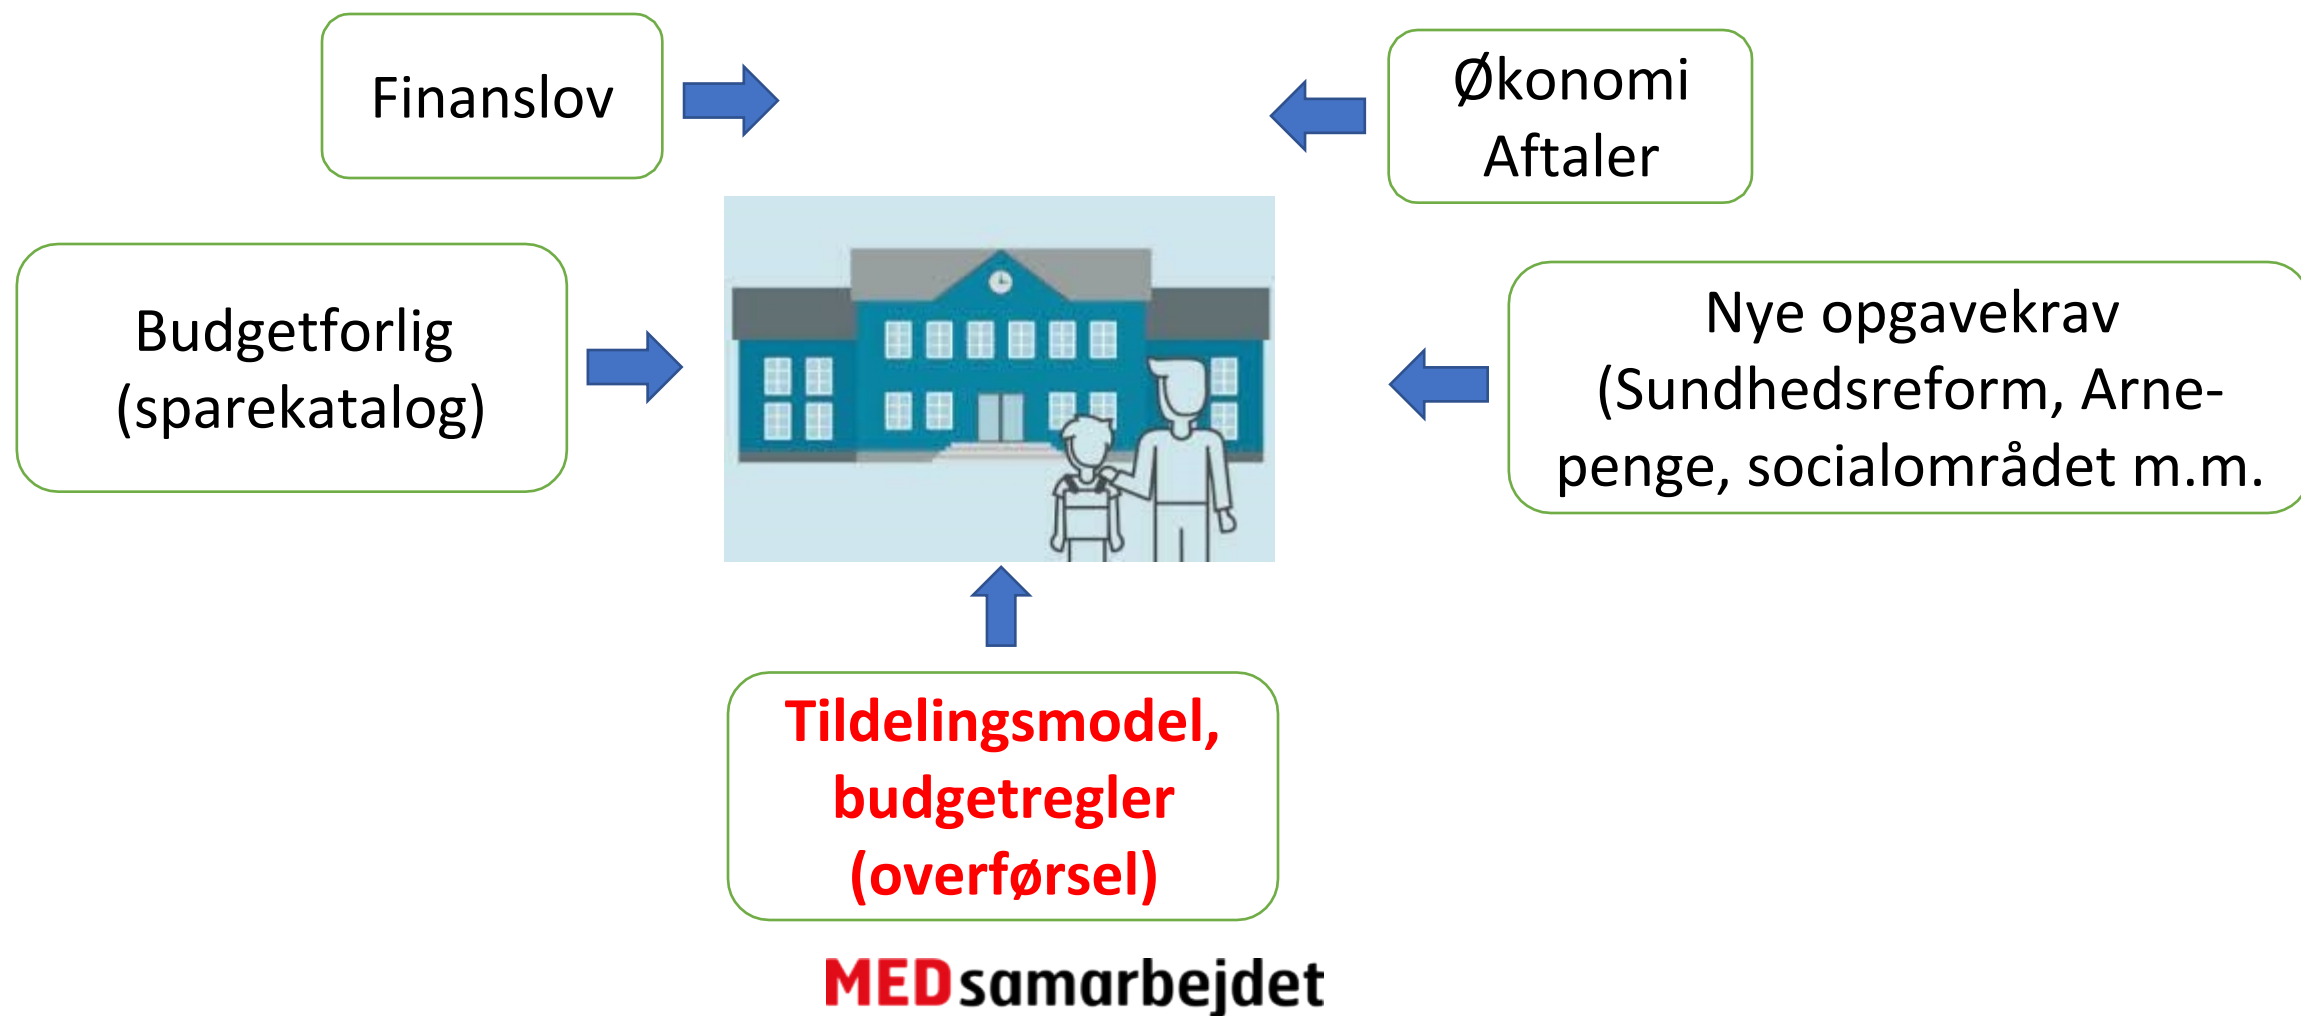 Finanslov
Økonomi
Aftaler
Budgetforlig
(sparekatalog)
Nye opgavekrav
(Sundhedsreform, Arne-
penge, socialområdet m.m.
Tildelingsmodel,
budgetregler
(overførsel)
MEDsamarbejdet